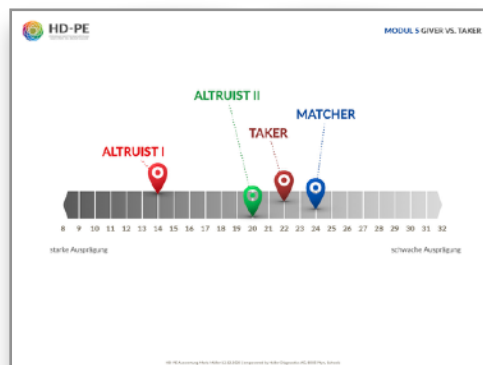 HD-PE
MODUL 5 GIVER VS. TAKER
ALTRUIST II
MATCHER
TAKER
ALTRUIST I
8 9 10 11 12 13 14 15 16 17 18 19 20 21 22 23 24 25 26 27 28 29 30 31 32
starke Ausprägung schwache Ausprägung